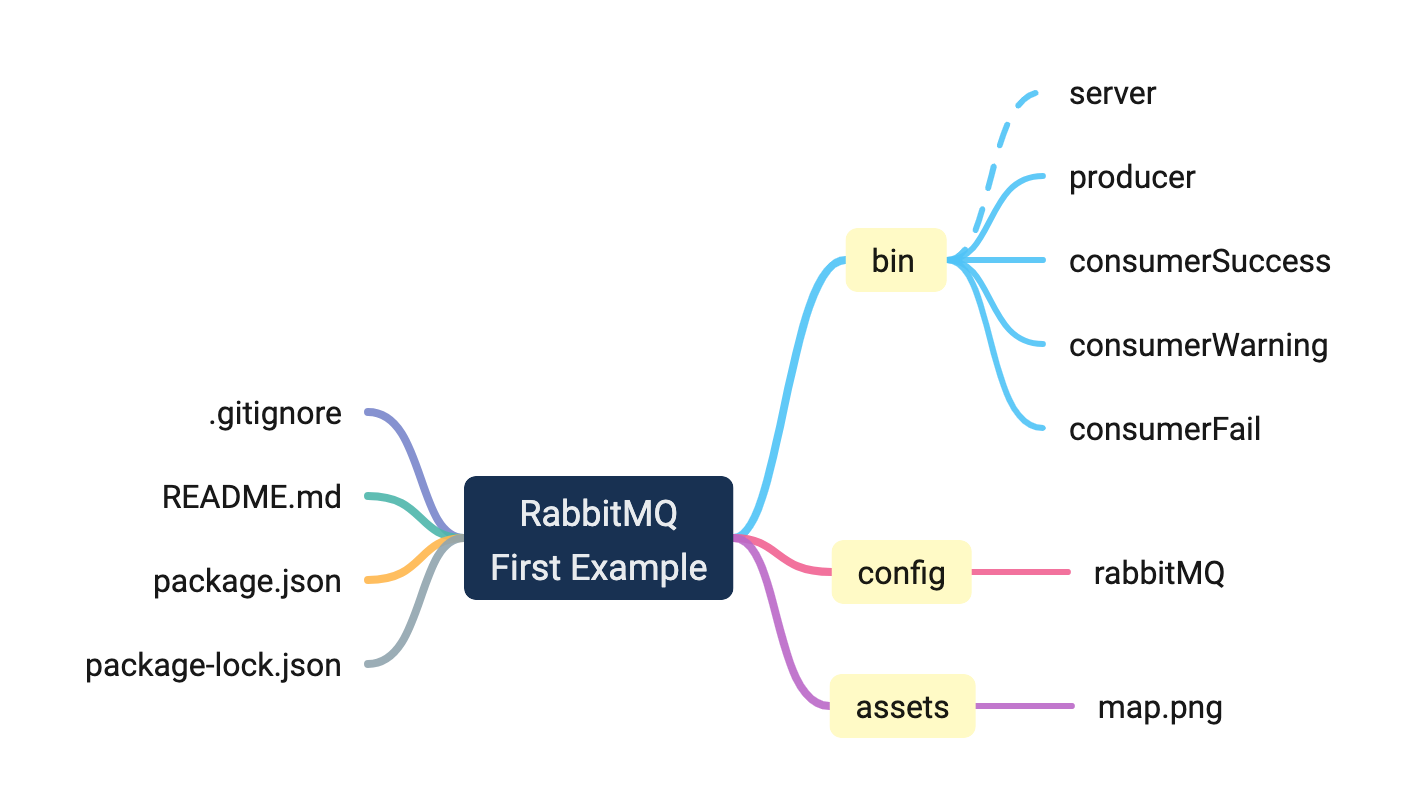 server
producer
bin
consumerSuccess
consumerWarning
consumerFail
.gitignore
README.md
package.json
package-lock.json
RabbitMQ
First Example
config
rabbitMQ
assets
map.png